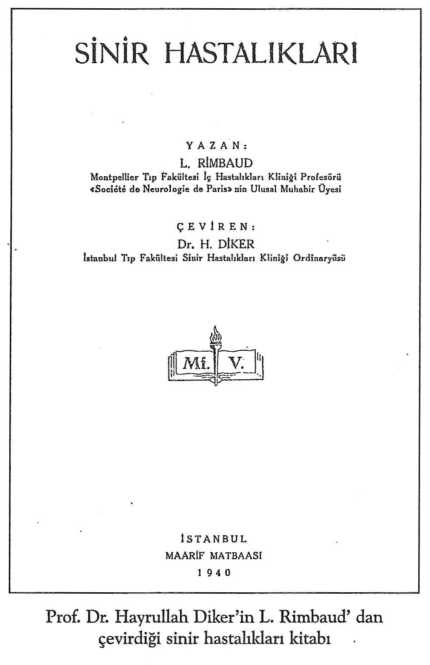 SİNİR HASTALIKLARI
YAZAN:
L. RİMBAUD
Montpellier Tıp Fakültesi İç Hastalıkları Kliniği Profesörü
«Société de Neurologie de Paris» nin Ulusal Muhabir Üyesi
ÇEVİREN:
Dr. H. DİKER
İstanbul Tıp Fakültesi Sinir Hastalıkları Kliniği Ordinaryüsü
Mf. V.
İSTANBUL
MAARİF MATBAASI
1940
Prof. Dr. Hayrullah Diker'in L. Rimbaud' dan
çevirdiği sinir hastalıkları kitabı